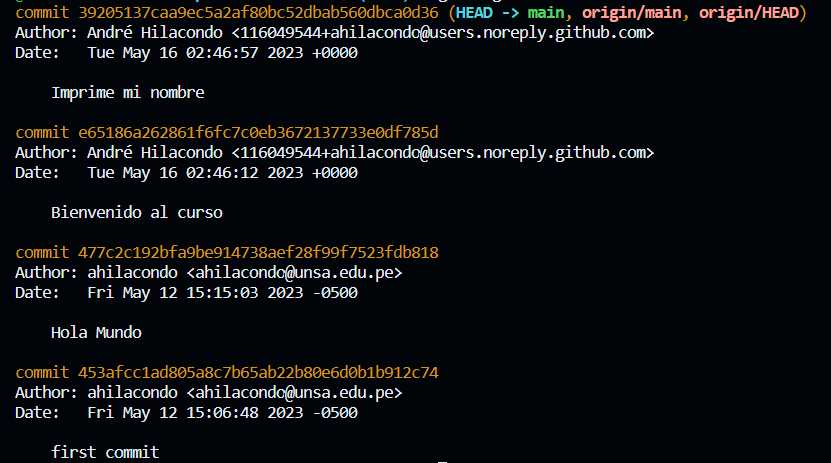 commit 39205137caa9ec5a2af80bc52dbab560dbca0d36 (HEAD -> main, origin/main, origin/HEAD)
Author: André Hilacondo <116049544+ahilacondo@users.noreply.github.com>
Date:   Tue May 16 02:46:57 2023 +0000
Imprime mi nombre
commit e65186a262861f6fc7c0eb3672137733e0df785d
Author: André Hilacondo <116049544+ahilacondo@users.noreply.github.com>
Date:   Tue May 16 02:46:12 2023 +0000
Bienvenido al curso
commit 477c2c192bfa9be914738aef28f99f7523fdb818
Author: ahilacondo <ahilacondo@unsa.edu.pe>
Date:   Fri May 12 15:15:03 2023 -0500
Hola Mundo
commit 453afcc1ad805a8c7b65ab22b80e6d0b1b912c74
Author: ahilacondo <ahilacondo@unsa.edu.pe>
Date:   Fri May 12 15:06:48 2023 -0500
first commit